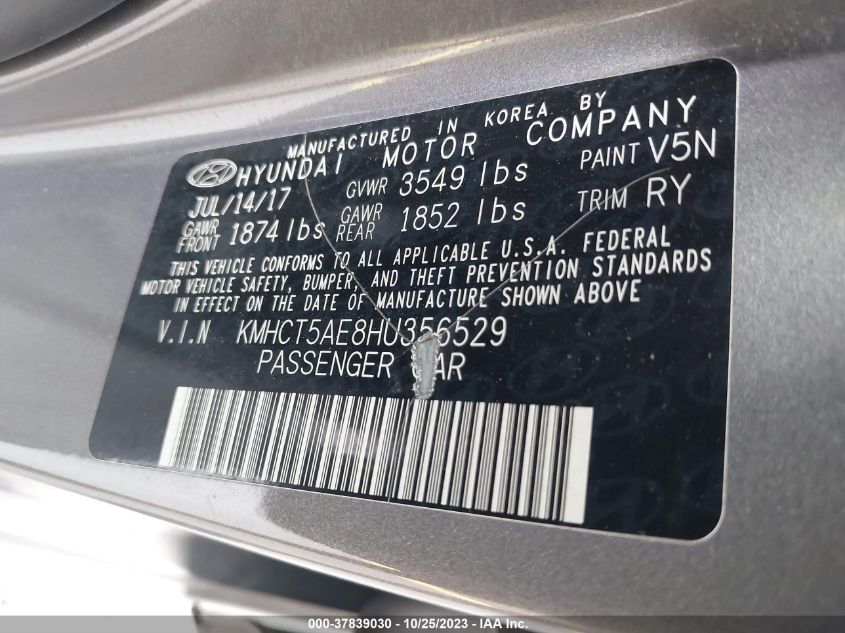 MANUFACTURED IN KOREA BY
HYUNDAI MOTOR COMPANY
JUL/14/17 GVWR 3549 lbs PAINT V5N
GAWR FRONT 1874 lbs GAWR REAR 1852 lbs TRIM RY
THIS VEHICLE CONFORMS TO ALL APPLICABLE U.S.A. FEDERAL
MOTOR VEHICLE SAFETY, BUMPER, AND THEFT PREVENTION STANDARDS
IN EFFECT ON THE DATE OF MANUFACTURE SHOWN ABOVE
V.I.N KMHCT5AE8HU356529
PASSENGER CAR
000-37839030 - 10/25/2023 - IAA Inc.